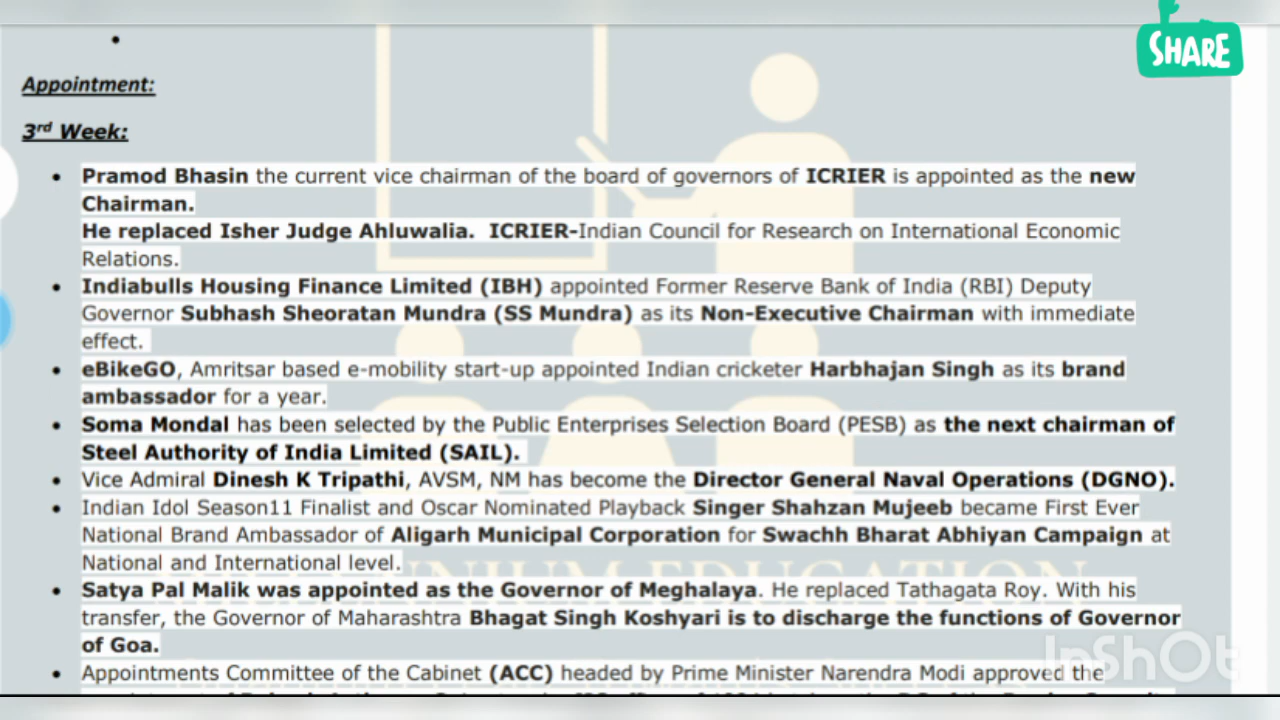 SHARE
Appointment:
3rd Week:
• Pramod Bhasin the current vice chairman of the board of governors of ICRIER is appointed as the new
Chairman.
He replaced Isher Judge Ahluwalia. ICRIER-Indian Council for Research on International Economic
Relations.
• Indiabulls Housing Finance Limited (IBH) appointed Former Reserve Bank of India (RBI) Deputy
Governor Subhash Sheoratan Mundra (SS Mundra) as its Non-Executive Chairman with immediate
effect.
• eBikeGO, Amritsar based e-mobility start-up appointed Indian cricketer Harbhajan Singh as its brand
ambassador for a year.
• Soma Mondal has been selected by the Public Enterprises Selection Board (PESB) as the next chairman of
Steel Authority of India Limited (SAIL).
• Vice Admiral Dinesh K Tripathi, AVSM, NM has become the Director General Naval Operations (DGNO).
• Indian Idol Season11 Finalist and Oscar Nominated Playback Singer Shahzan Mujeeb became First Ever
National Brand Ambassador of Aligarh Municipal Corporation for Swachh Bharat Abhiyan Campaign at
National and International level.
• Satya Pal Malik was appointed as the Governor of Meghalaya. He replaced Tathagata Roy. With his
transfer, the Governor of Maharashtra Bhagat Singh Koshyari is to discharge the functions of Governor
of Goa.
InShOt
• Appointments Committee of the Cabinet (ACC) headed by Prime Minister Narendra Modi approved the